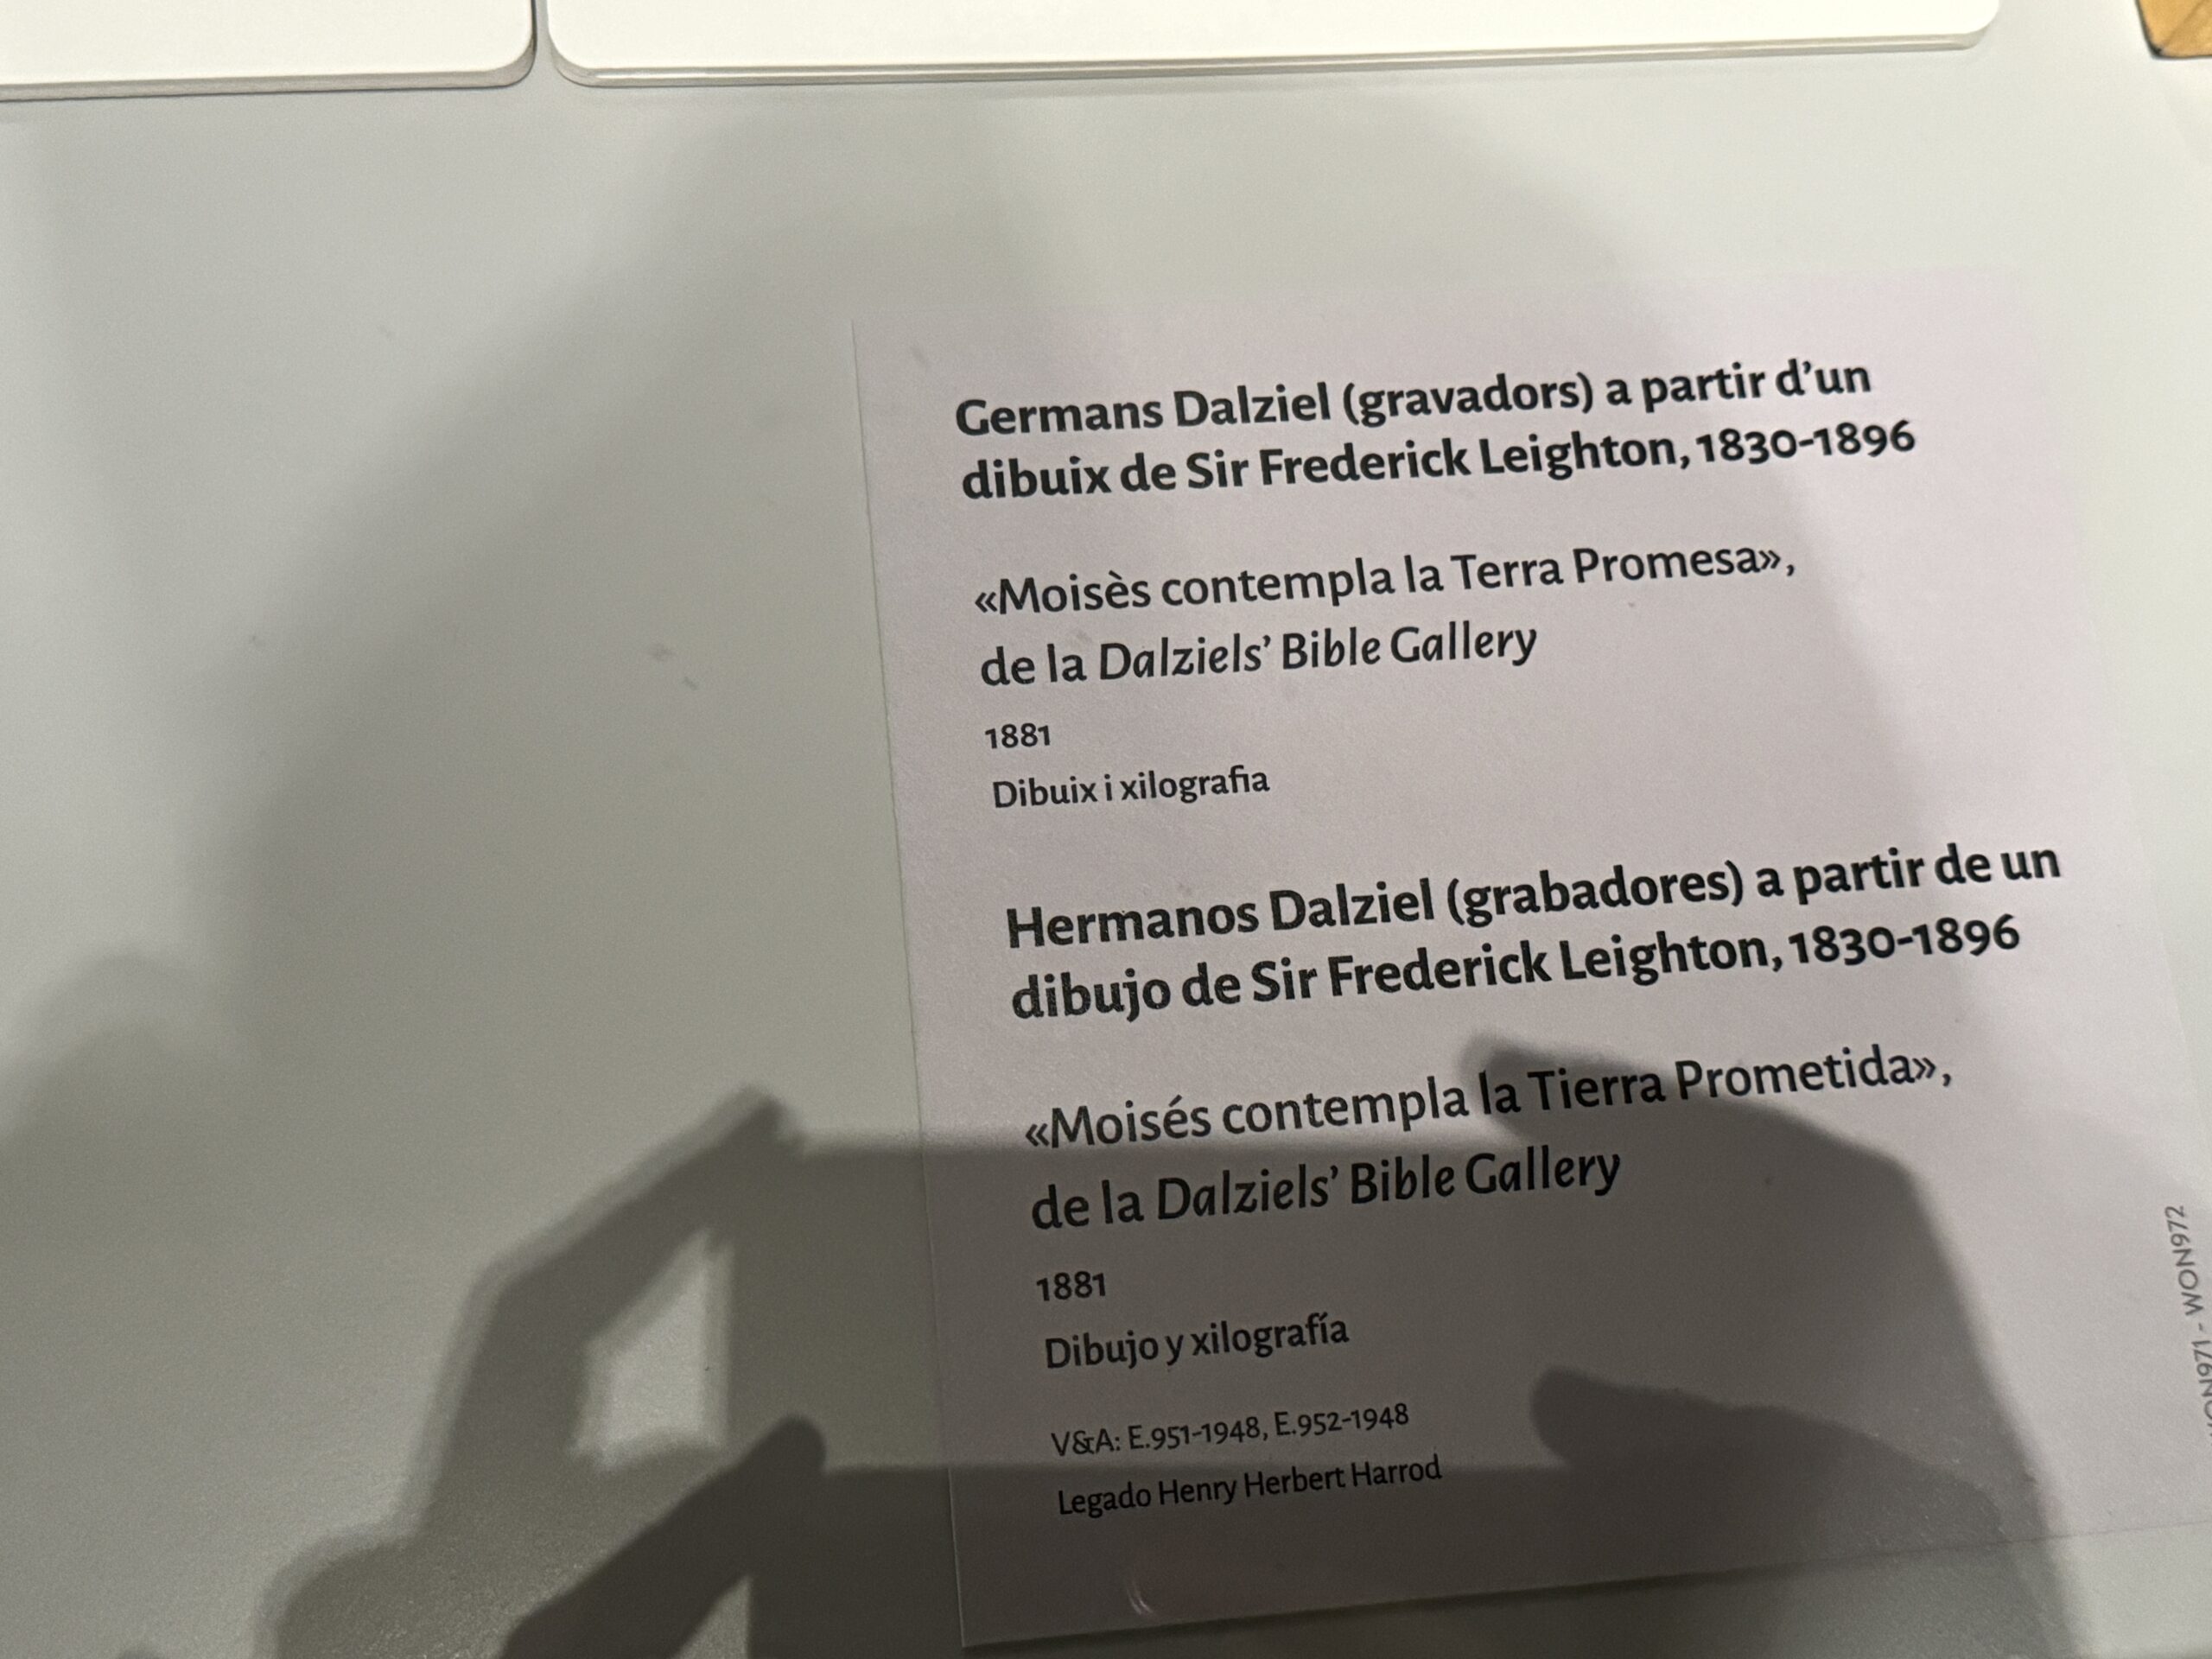 Germans Dalziel (gravadors) a partir d’un
dibuix de Sir Frederick Leighton, 1830-1896
«Moisès contempla la Terra Promesa»,
de la Dalziels’ Bible Gallery
1881
Dibuix i xilografia
Hermanos Dalziel (grabadores) a partir de un
dibujo de Sir Frederick Leighton, 1830-1896
«Moisés contempla la Tierra Prometida»,
de la Dalziels’ Bible Gallery
1881
Dibujo y xilografía
V&A: E.951-1948, E.952-1948
Legado Henry Herbert Harrod
- WON972